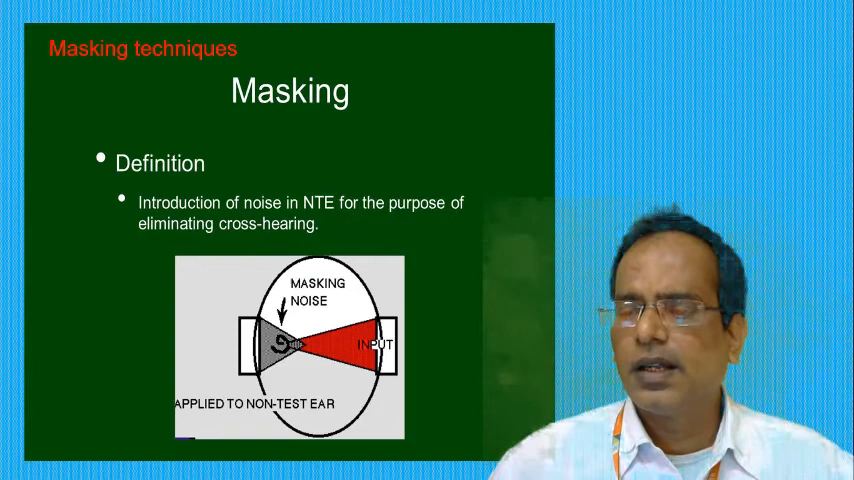 Masking techniques
Masking
• Definition
• Introduction of noise in NTE for the purpose of
eliminating cross-hearing.
MASKING
NOISE
INPUT
APPLIED TO NON-TEST EAR